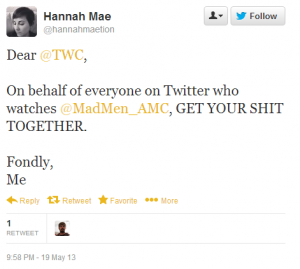 Hannah Mae
@hannahmaetion
Follow
Dear @TWC,
On behalf of everyone on Twitter who
watches @MadMen_AMC, GET YOUR SHIT
TOGETHER.
Fondly,
Me
Reply Retweet Favorite More
1
RETWEET
9:58 PM - 19 May 13